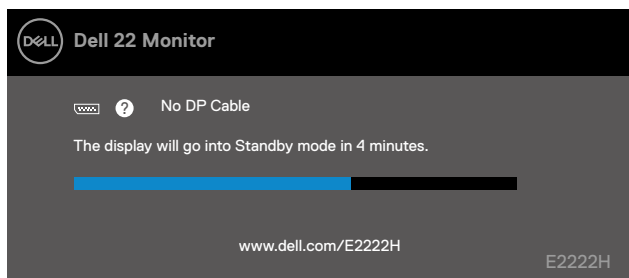 DELL Dell 22 Monitor
? No DP Cable
The display will go into Standby mode in 4 minutes.
www.dell.com/E2222H
E2222H